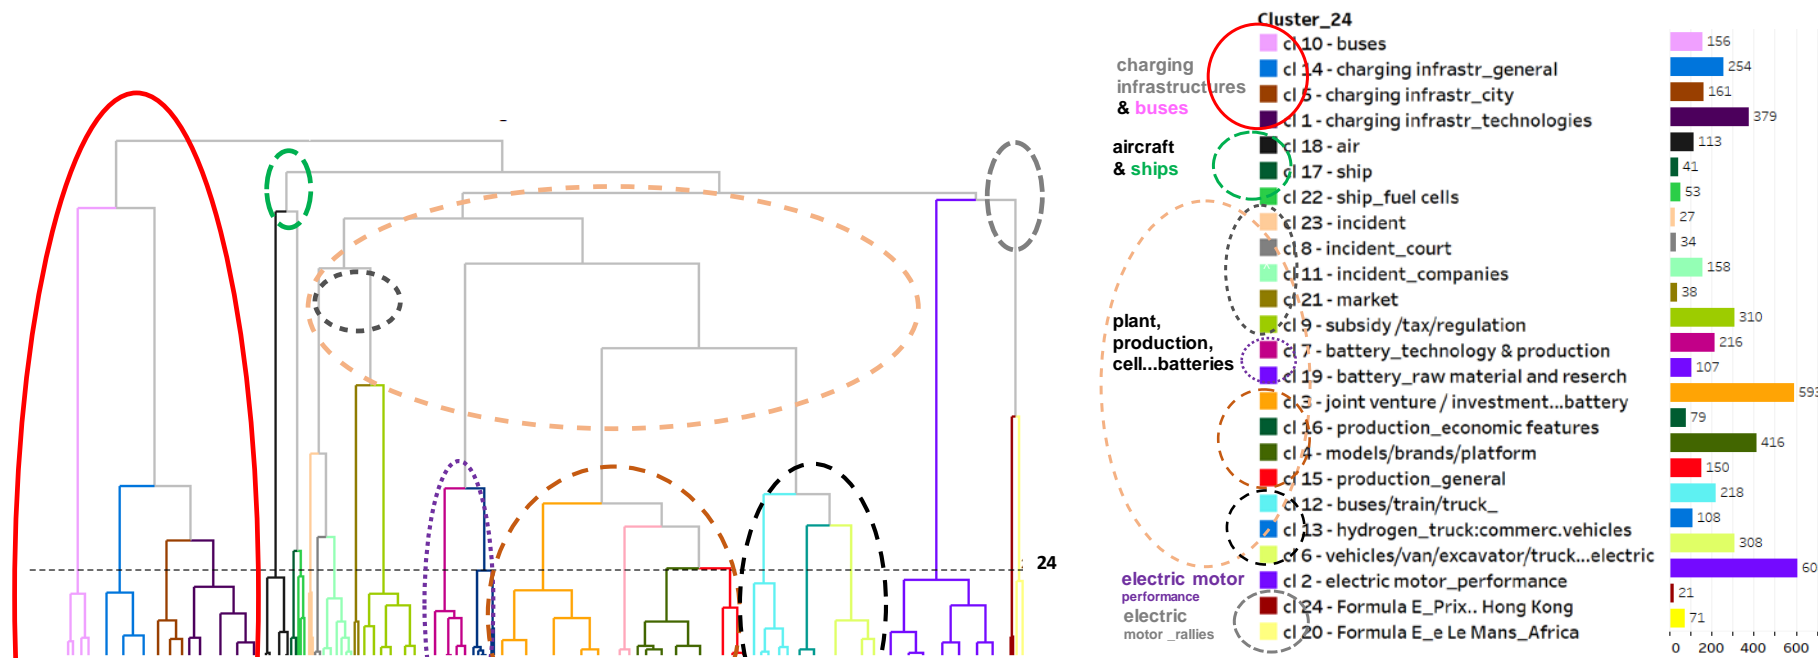 Cluster_24
charging
infrastructures
& buses
aircraft
& ships
plant,
production,
cell...batteries
electric motor
performance
electric
motor _rallies
cl 10 - buses
cl 14 - charging infrastr_general
cl 5 - charging infrastr_city
cl 1 - charging infrastr_technologies
cl 18 - air
cl 17 - ship
cl 22 - ship_fuel cells
cl 23 - incident
cl 8 - incident_court
cl 11 - incident_companies
cl 21 - market
cl 9 - subsidy /tax/regulation
cl 7 - battery_technology & production
cl 19 - battery_raw material and reserch
cl 3 - joint venture / investment...battery
cl 16 - production_economic features
cl 4 - models/brands/platform
cl 15 - production_general
cl 12 - buses/train/truck_
cl 13 - hydrogen_truck:commerc.vehicles
cl 6 - vehicles/van/excavator/truck...electric
cl 2 - electric motor_performance
cl 24 - Formula E_Prix.. Hong Kong
cl 20 - Formula E_e Le Mans_Africa
156
254
161
379
113
41
53
27
34
158
38
310
216
107
593
79
416
150
218
108
308
60
21
71
0 200 400 600
24